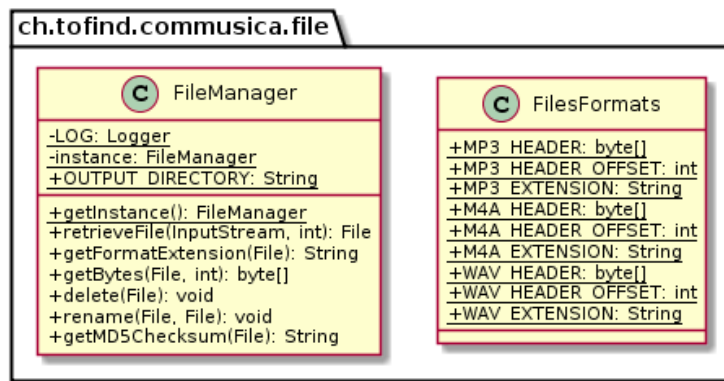 ch.tofind.commusica.file
C FileManager
-LOG: Logger
-instance: FileManager
+OUTPUT_DIRECTORY: String
+getInstance(): FileManager
+retrieveFile(InputStream, int): File
+getFormatExtension(File): String
+getBytes(File, int): byte[]
+delete(File): void
+rename(File, File): void
+getMD5Checksum(File): String
C FilesFormats
+MP3_HEADER: byte[]
+MP3_HEADER_OFFSET: int
+MP3_EXTENSION: String
+M4A_HEADER: byte[]
+M4A_HEADER_OFFSET: int
+M4A_EXTENSION: String
+WAV_HEADER: byte[]
+WAV_HEADER_OFFSET: int
+WAV_EXTENSION: String